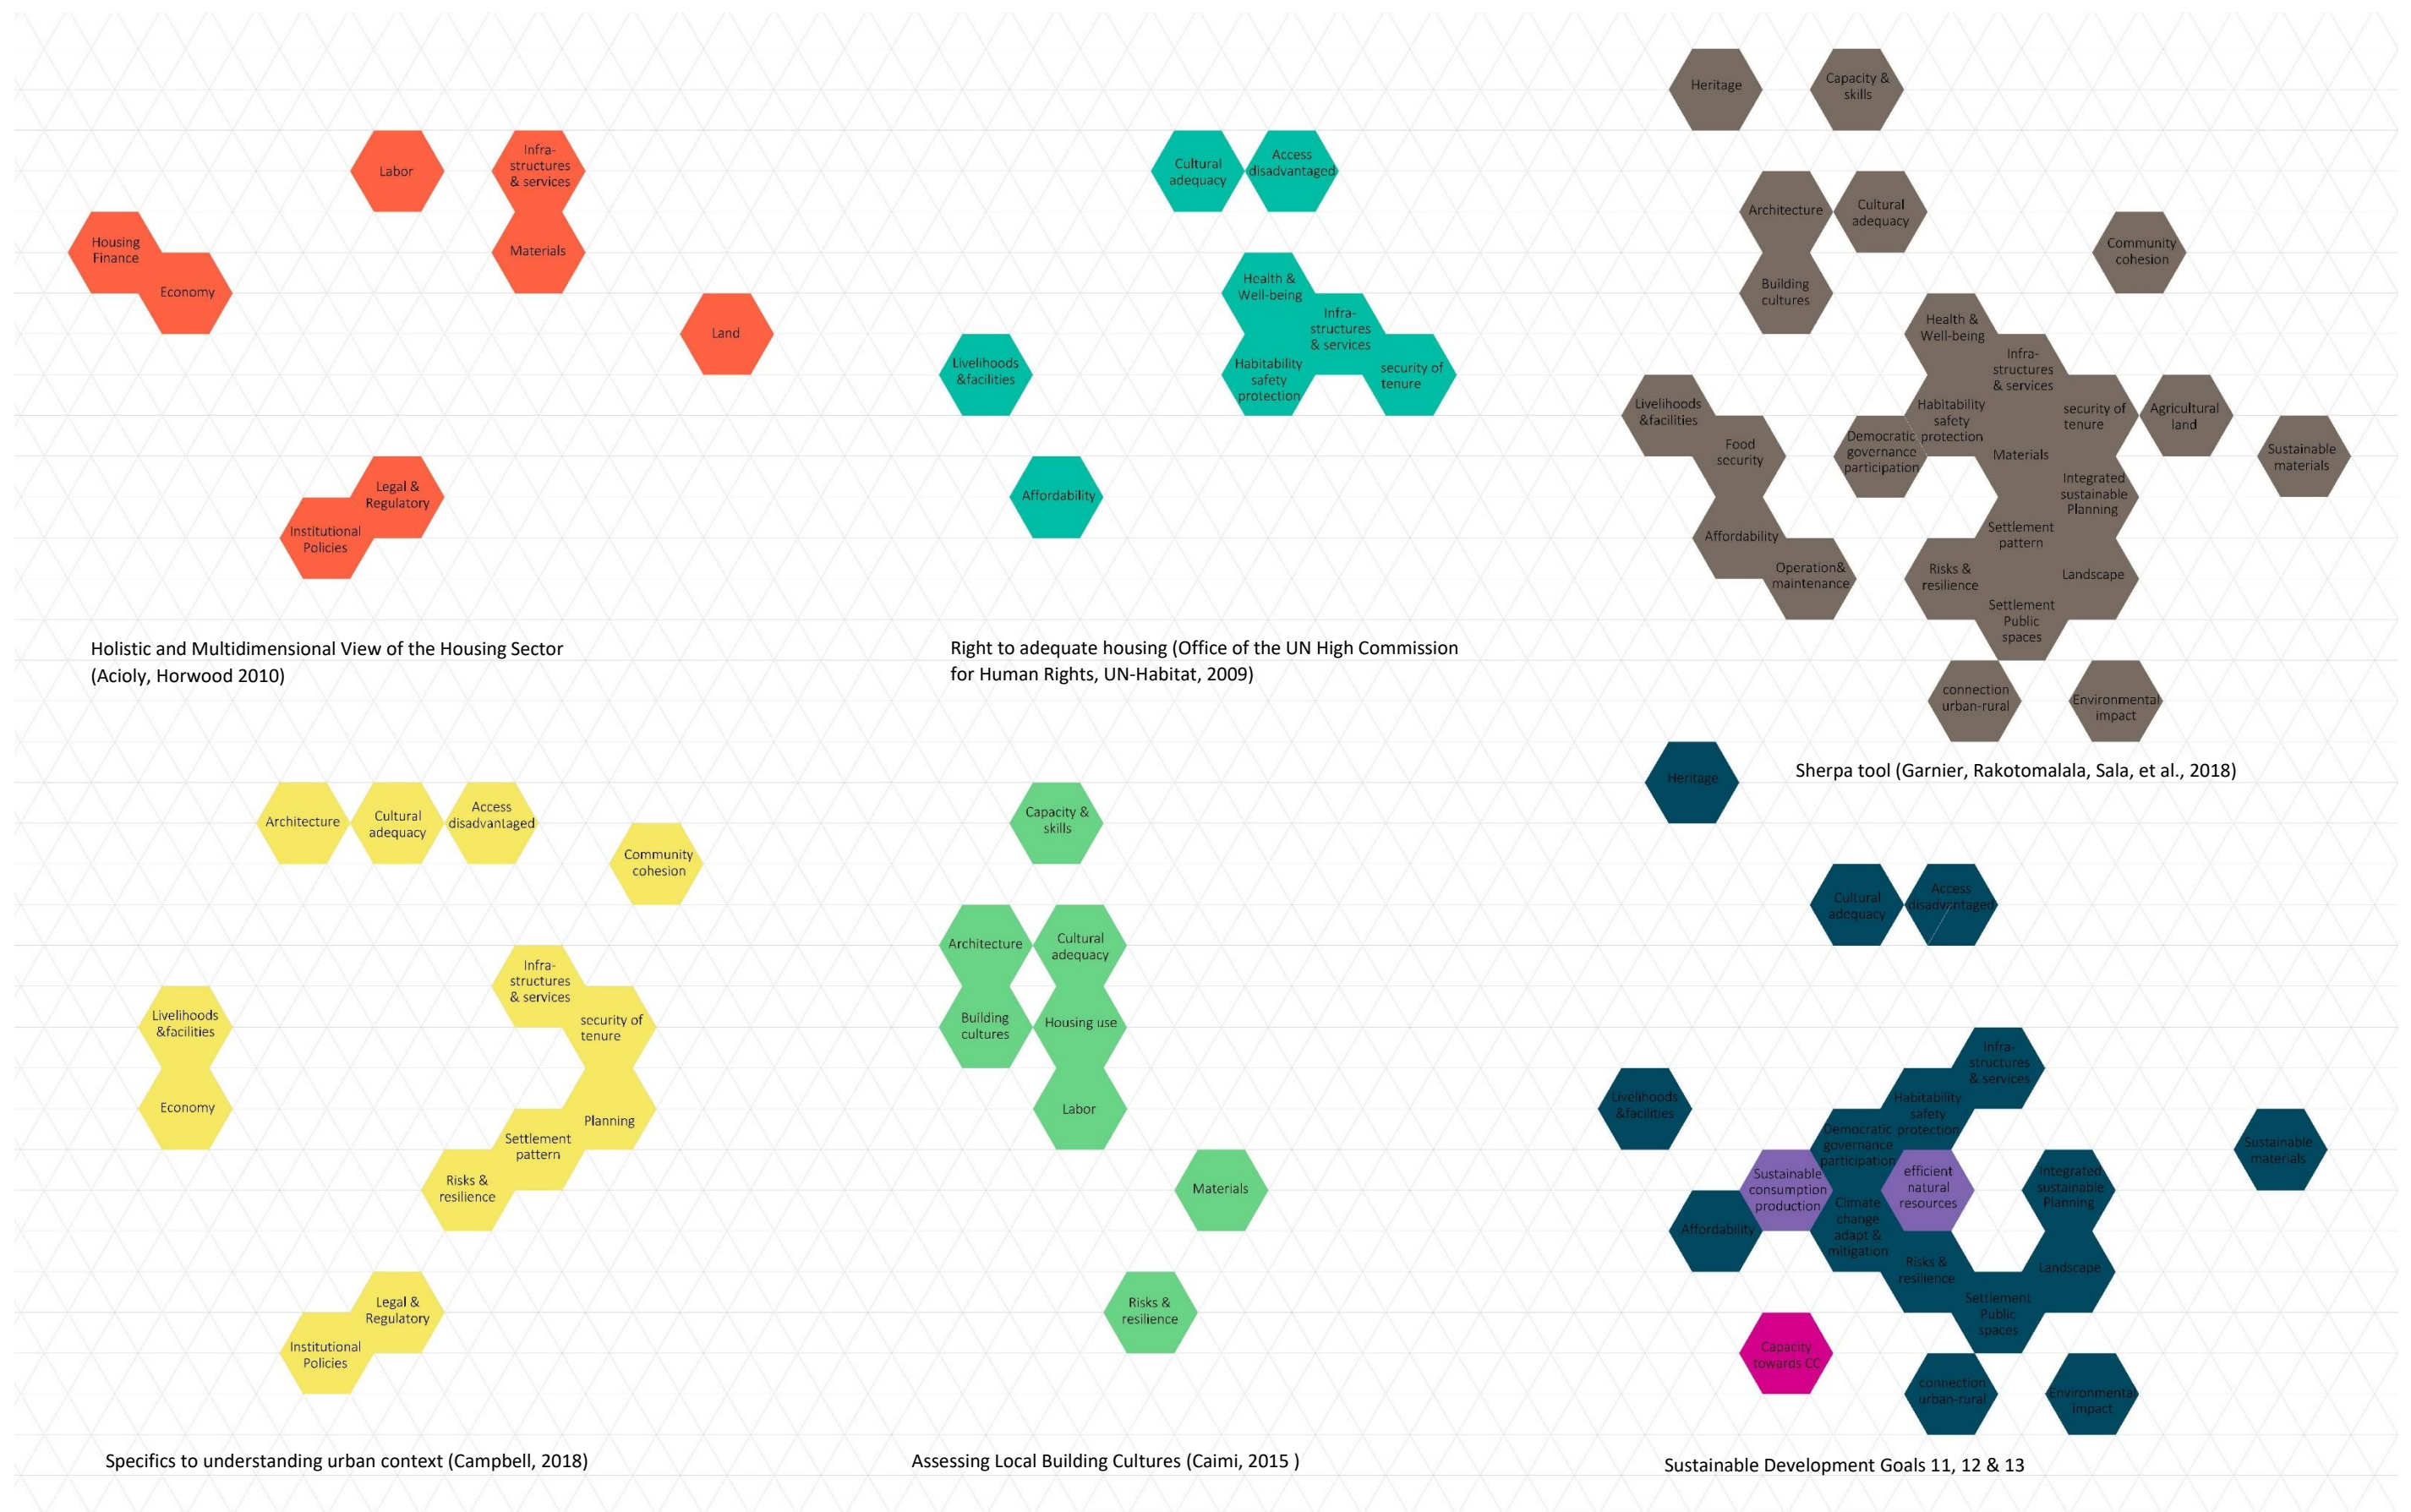 Labor
Infra-
structures
& services
Housing
Finance
Materials
Economy
Land
Legal &
Regulatory
Institutional
Policies
Holistic and Multidimensional View of the Housing Sector
(Acioly, Horwood 2010)
Cultural
adequacy
Access
disadvantaged
Health &
Well-being
Infra-
structures
& services
Livelihoods
&facilities
Habitability
safety
protection
security of
tenure
Affordability
Right to adequate housing (Office of the UN High Commission
for Human Rights, UN-Habitat, 2009)
Heritage
Capacity &
skills
Architecture
Cultural
adequacy
Community
cohesion
Building
cultures
Health &
Well-being
Infra-
structures
& services
Livelihoods
&facilities
Habitability
safety
protection
security of
tenure
Agricultural
land
Food
security
Democratic
governance
participation
Materials
Sustainable
materials
Integrated
sustainable
Planning
Affordability
Settlement
pattern
Operation&
maintenance
Risks &
resilience
Landscape
Settlement
Public
spaces
connection
urban-rural
Environmental
impact
Sherpa tool (Garnier, Rakotomalala, Sala, et al., 2018)
Architecture
Cultural
adequacy
Access
disadvantaged
Community
cohesion
Infra-
structures
& services
Livelihoods
&facilities
security of
tenure
Economy
Planning
Settlement
pattern
Risks &
resilience
Legal &
Regulatory
Institutional
Policies
Specifics to understanding urban context (Campbell, 2018)
Capacity &
skills
Architecture
Cultural
adequacy
Building
cultures
Housing use
Labor
Materials
Risks &
resilience
Assessing Local Building Cultures (Caimi, 2015 )
Heritage
Cultural
adequacy
Access
disadvantaged
Infra-
structures
& services
Livelihoods
&facilities
Habitability
safety
protection
Democratic
governance
participation
Sustainable
materials
Sustainable
consumption
production
efficient
natural
resources
Integrated
sustainable
Planning
Affordability
Climate
change
adapt &
mitigation
Risks &
resilience
Landscape
Settlement
Public
spaces
Capacity
towards CC
connection
urban-rural
Environmental
impact
Sustainable Development Goals 11, 12 & 13